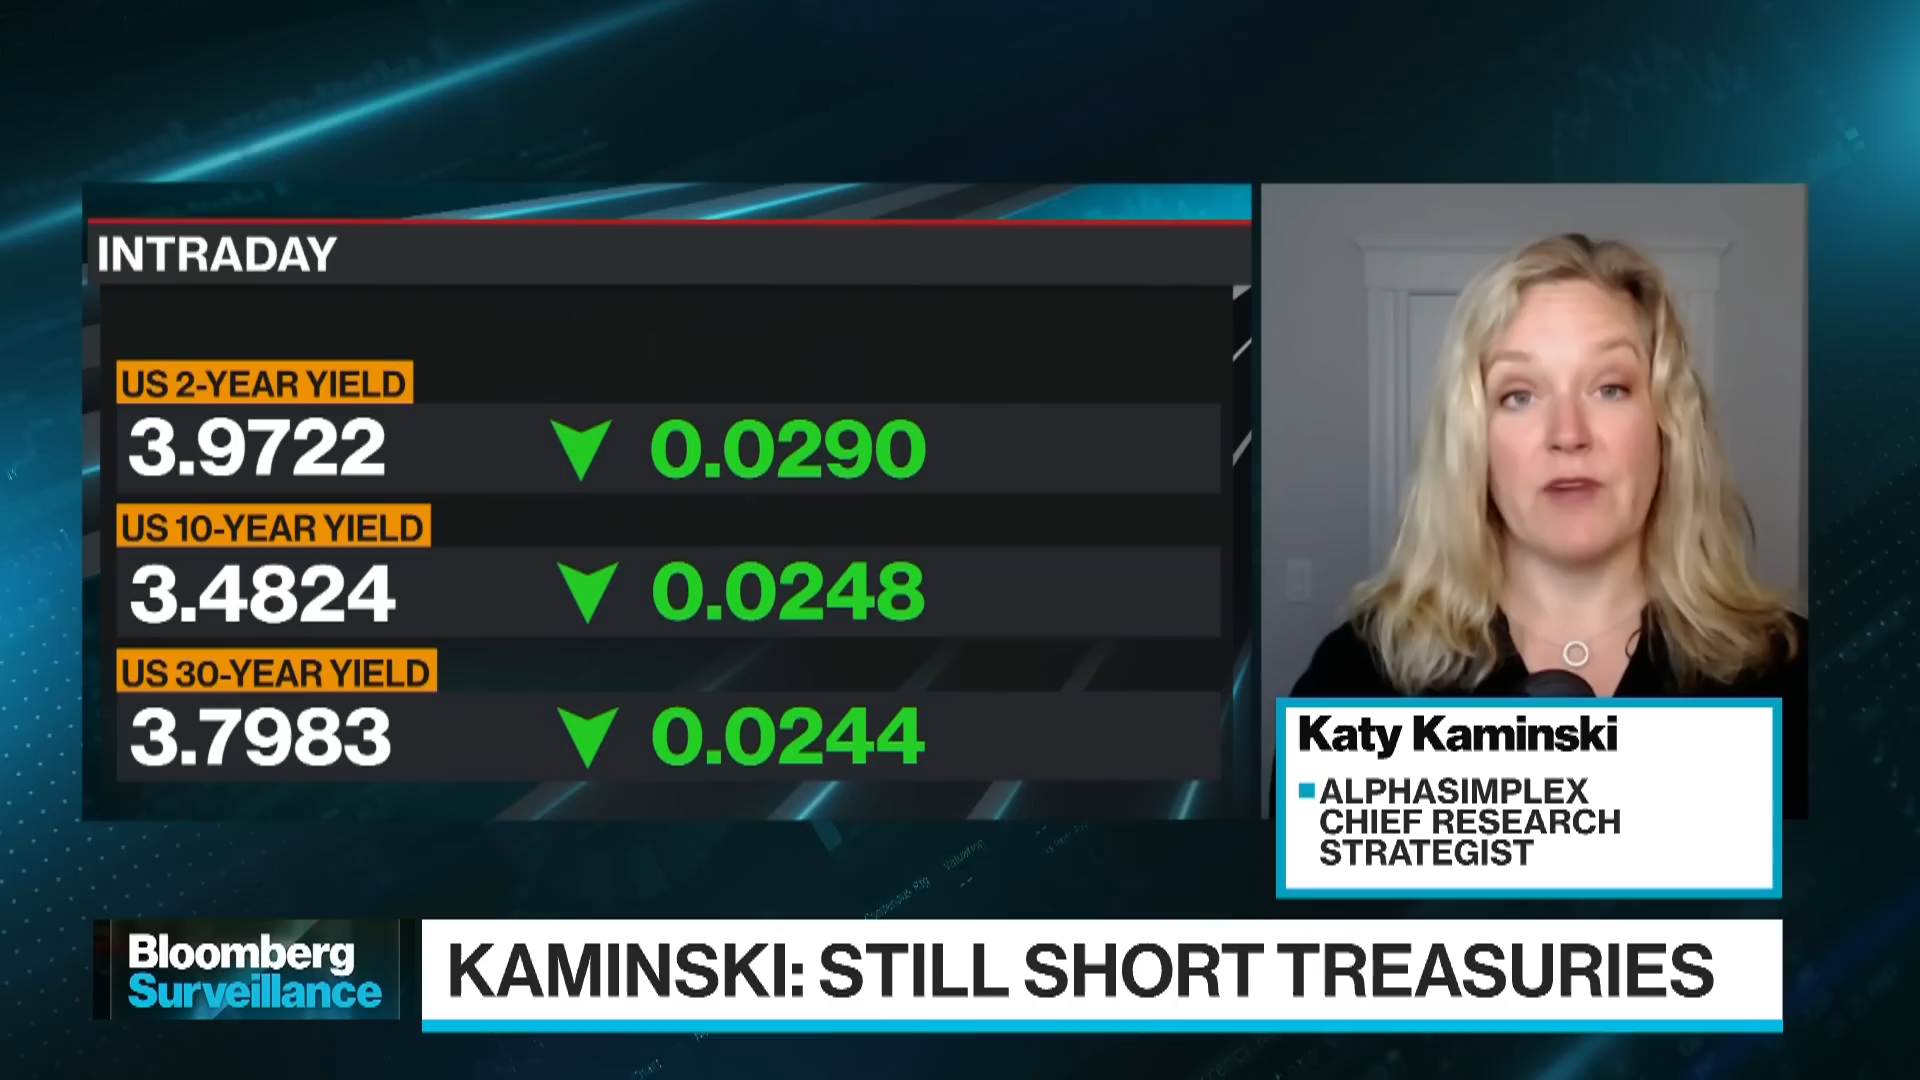 INTRADAY
US 2-YEAR YIELD
3.9722 ▼ 0.0290
US 10-YEAR YIELD
3.4824 ▼ 0.0248
US 30-YEAR YIELD
3.7983 ▼ 0.0244
Katy Kaminski
ALPHASIMPLEX
CHIEF RESEARCH
STRATEGIST
Valuation
Bloomberg
Surveillance
KAMINSKI: STILL SHORT TREASURIES